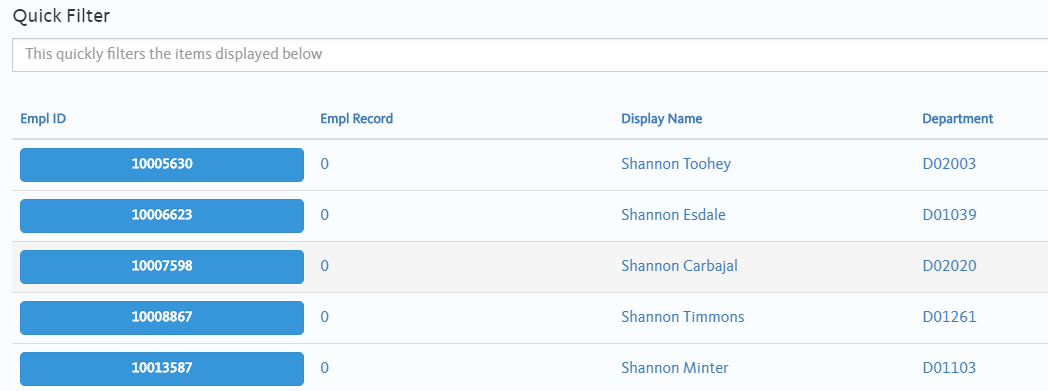 Quick Filter
This quickly filters the items displayed below
Empl ID Empl Record Display Name Department
10005630 0 Shannon Toohey D02003
10006623 0 Shannon Esdale D01039
10007598 0 Shannon Carbajal D02020
10008867 0 Shannon Timmons D01261
10013587 0 Shannon Minter D01103